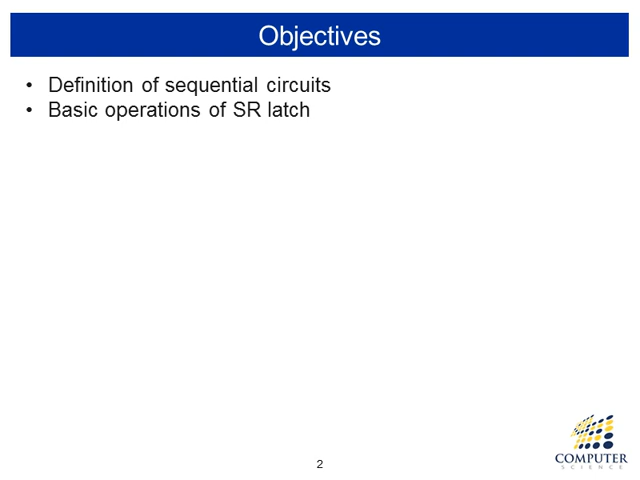 Objectives
• Definition of sequential circuits
• Basic operations of SR latch
COMPUTER
SCIENCE
2